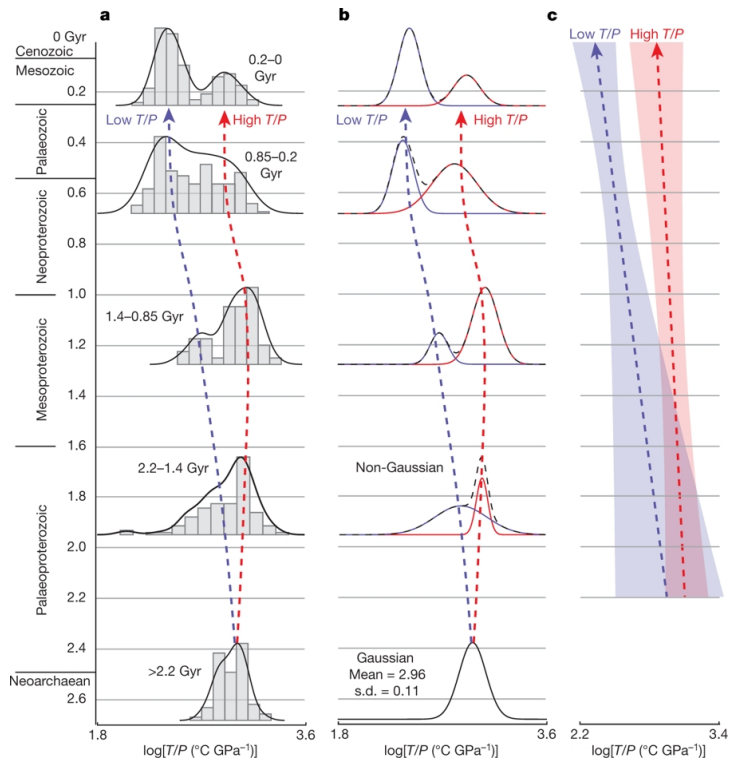 a
b
c
0 Gyr
Cenozoic
Mesozoic
0.2
Palaeozoic
0.4
0.6
Neoproterozoic
0.8
1.0
Mesoproterozoic
1.2
1.4
1.6
Palaeoproterozoic
1.8
2.0
2.2
2.4
Neoarchaean
2.6
0.2–0
Gyr
Low T/P
High T/P
0.85–0.2
Gyr
1.4–0.85 Gyr
2.2–1.4 Gyr
>2.2 Gyr
1.8
3.6
log[T/P (°C GPa⁻¹)]
Low T/P
High T/P
Non-Gaussian
Gaussian
Mean = 2.96
s.d. = 0.11
1.8
3.6
log[T/P (°C GPa⁻¹)]
Low T/P
High T/P
2.2
3.4
log[T/P (°C GPa⁻¹)]